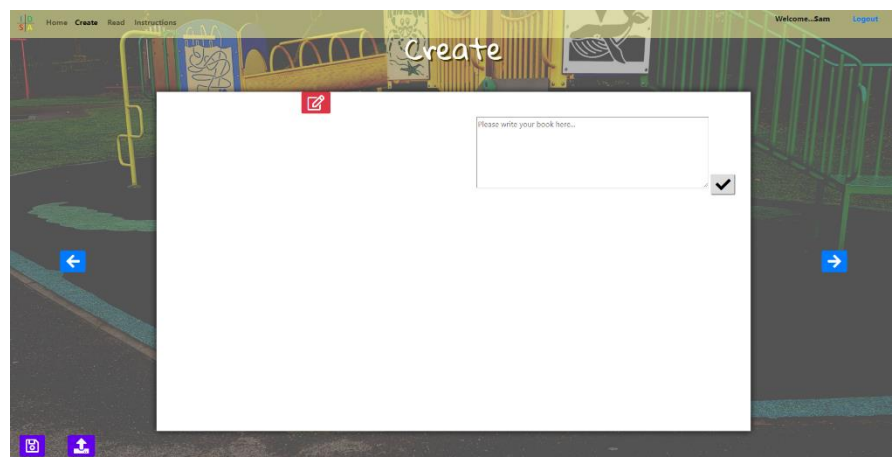 Home Create Read Instructions
Welcome...Sam Logout
Create
Please write your book here...